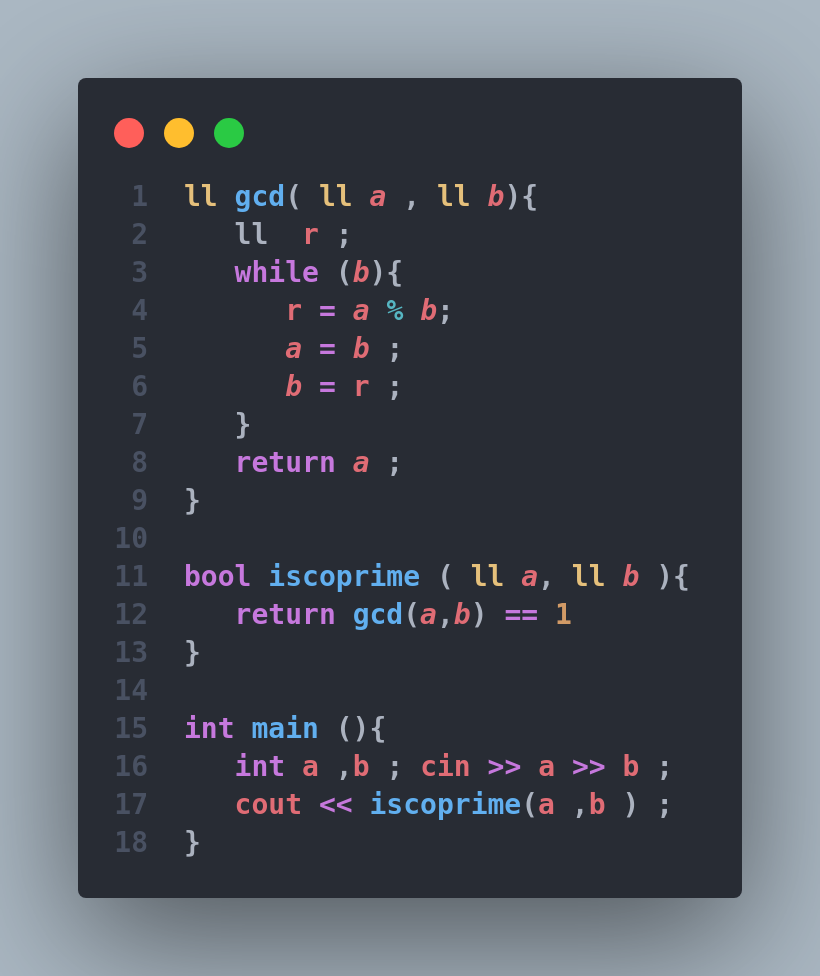 1 ll gcd( ll a , ll b){
2    ll  r ;
3    while (b){
4       r = a % b;
5       a = b ;
6       b = r ;
7    }
8    return a ;
9 }
10
11 bool iscoprime ( ll a, ll b ){
12    return gcd(a,b) == 1
13 }
14
15 int main (){
16    int a ,b ; cin >> a >> b ;
17    cout << iscoprime(a ,b ) ;
18 }